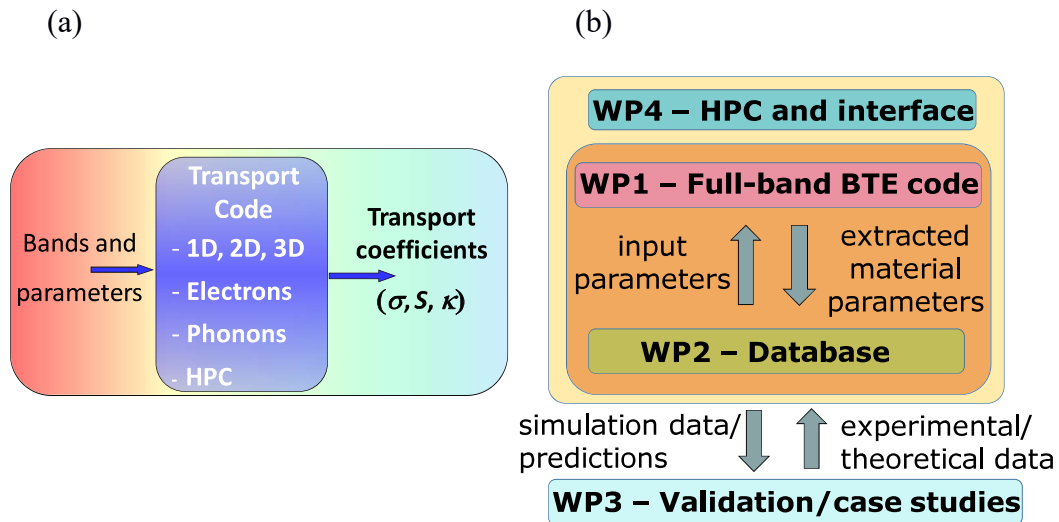 (a)
Bands and
parameters
Transport
Code
- 1D, 2D, 3D
- Electrons
- Phonons
- HPC
Transport
coefficients
(σ, S, κ)
(b)
WP4 – HPC and interface
WP1 – Full-band BTE code
input
parameters
extracted
material
parameters
WP2 – Database
simulation data/
predictions
experimental/
theoretical data
WP3 – Validation/case studies